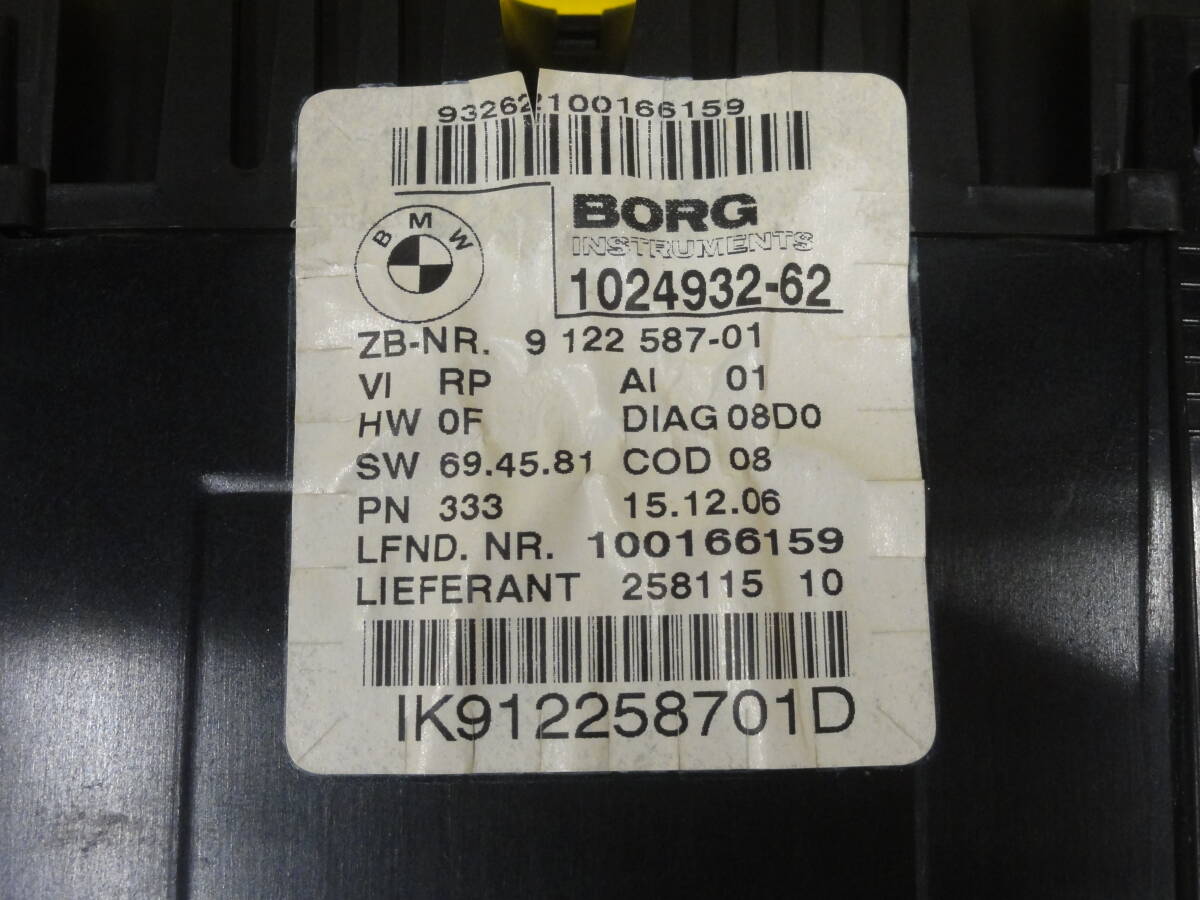 93262100166159
BMW
BORG
INSTRUMENTS
1024932-62
ZB-NR. 9 122 587-01
VI RP AI 01
HW 0F DIAG 08D0
SW 69.45.81 COD 08
PN 333 15.12.06
LFND. NR. 100166159
LIEFERANT 258115 10
IK912258701D